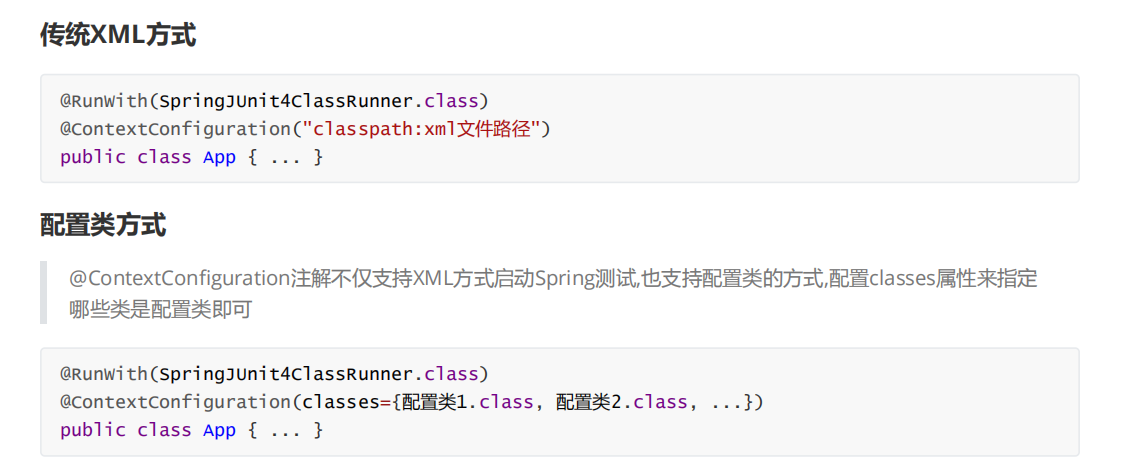 传统XML方式
@RunWith(SpringJUnit4ClassRunner.class)
@ContextConfiguration("classpath:xml文件路径")
public class App { ... }
配置类方式
@ContextConfiguration注解不仅支持XML方式启动Spring测试,也支持配置类的方式,配置classes属性来指定
哪些类是配置类即可
@RunWith(SpringJUnit4ClassRunner.class)
@ContextConfiguration(classes={配置类1.class, 配置类2.class, ...})
public class App { ... }